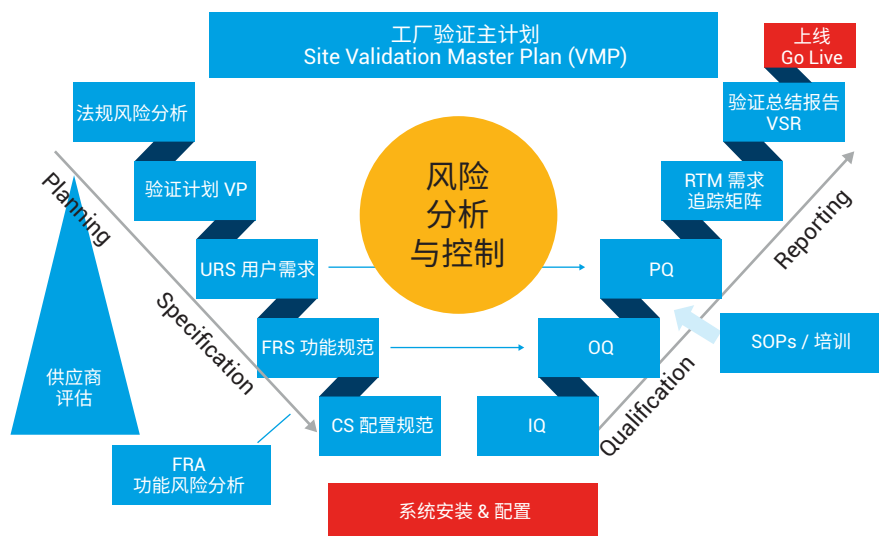 工厂验证主计划
Site Validation Master Plan (VMP)
上线
Go Live
法规风险分析
验证总结报告
VSR
验证计划 VP
风险
分析
与控制
RTM 需求
追踪矩阵
Planning
URS 用户需求
PQ
Reporting
Specification
FRS 功能规范
OQ
SOPs / 培训
供应商
评估
CS 配置规范
IQ
Qualification
FRA
功能风险分析
系统安装 & 配置